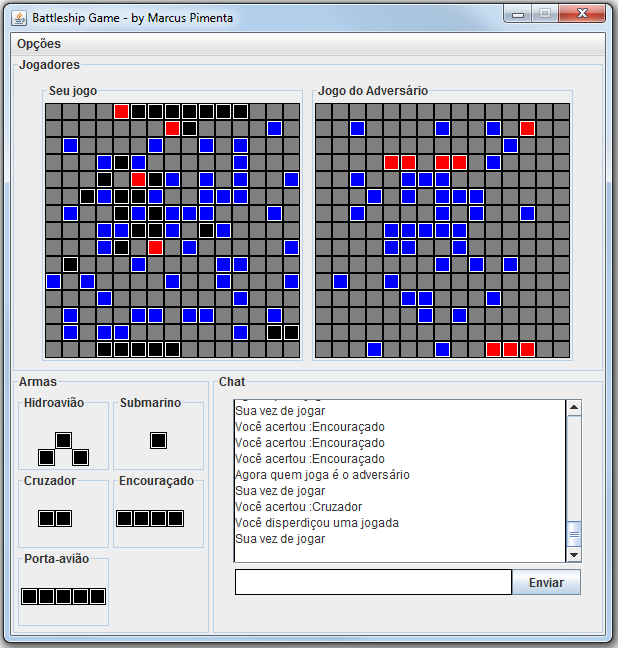 Battleship Game - by Marcus Pimenta
Opções
Jogadores
Seu jogo
Jogo do Adversário
Armas
Hidroavião
Submarino
Cruzador
Encouraçado
Porta-avião
Chat
Sua vez de jogar
Você acertou :Encouraçado
Você acertou :Encouraçado
Você acertou :Encouraçado
Agora quem joga é o adversário
Sua vez de jogar
Você acertou :Cruzador
Você disperdiçou uma jogada
Sua vez de jogar
Enviar